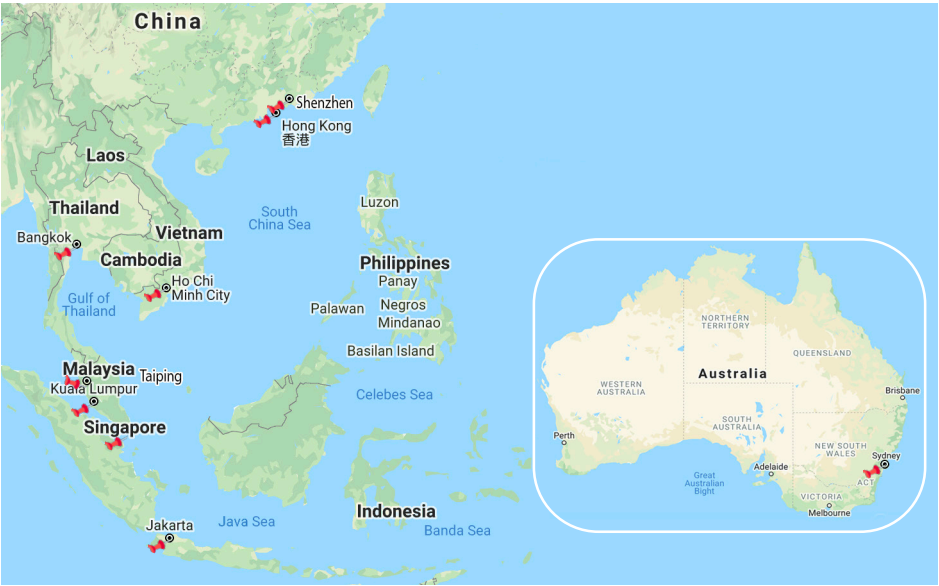 China
Shenzhen
Hong Kong
香港
Laos
Thailand
Luzon
South
China Sea
Vietnam
Bangkok
Cambodia
Philippines
Panay
Ho Chi
Minh City
Gulf of
Thailand
Palawan
Negros
Mindanao
Basilan Island
Malaysia
Taiping
Kuala Lumpur
Celebes Sea
Singapore
Indonesia
Jakarta
Java Sea
Banda Sea
NORTHERN
TERRITORY
QUEENSLAND
Australia
WESTERN
AUSTRALIA
Brisbane
SOUTH
AUSTRALIA
Perth
NEW SOUTH
WALES
Sydney
Adelaide
Great
Australian
Bight
ACT
VICTORIA
Melbourne